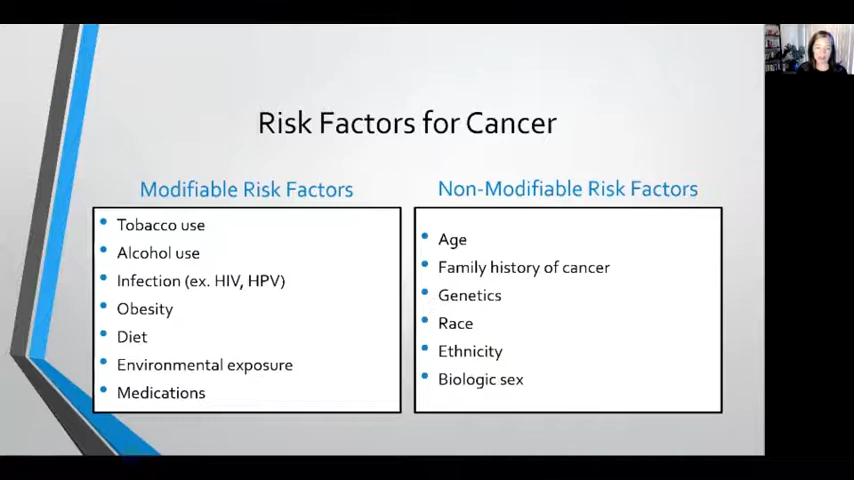 Risk Factors for Cancer
Modifiable Risk Factors
Tobacco use
Alcohol use
Infection (ex. HIV, HPV)
Obesity
Diet
Environmental exposure
Medications
Non-Modifiable Risk Factors
Age
Family history of cancer
Genetics
Race
Ethnicity
Biologic sex